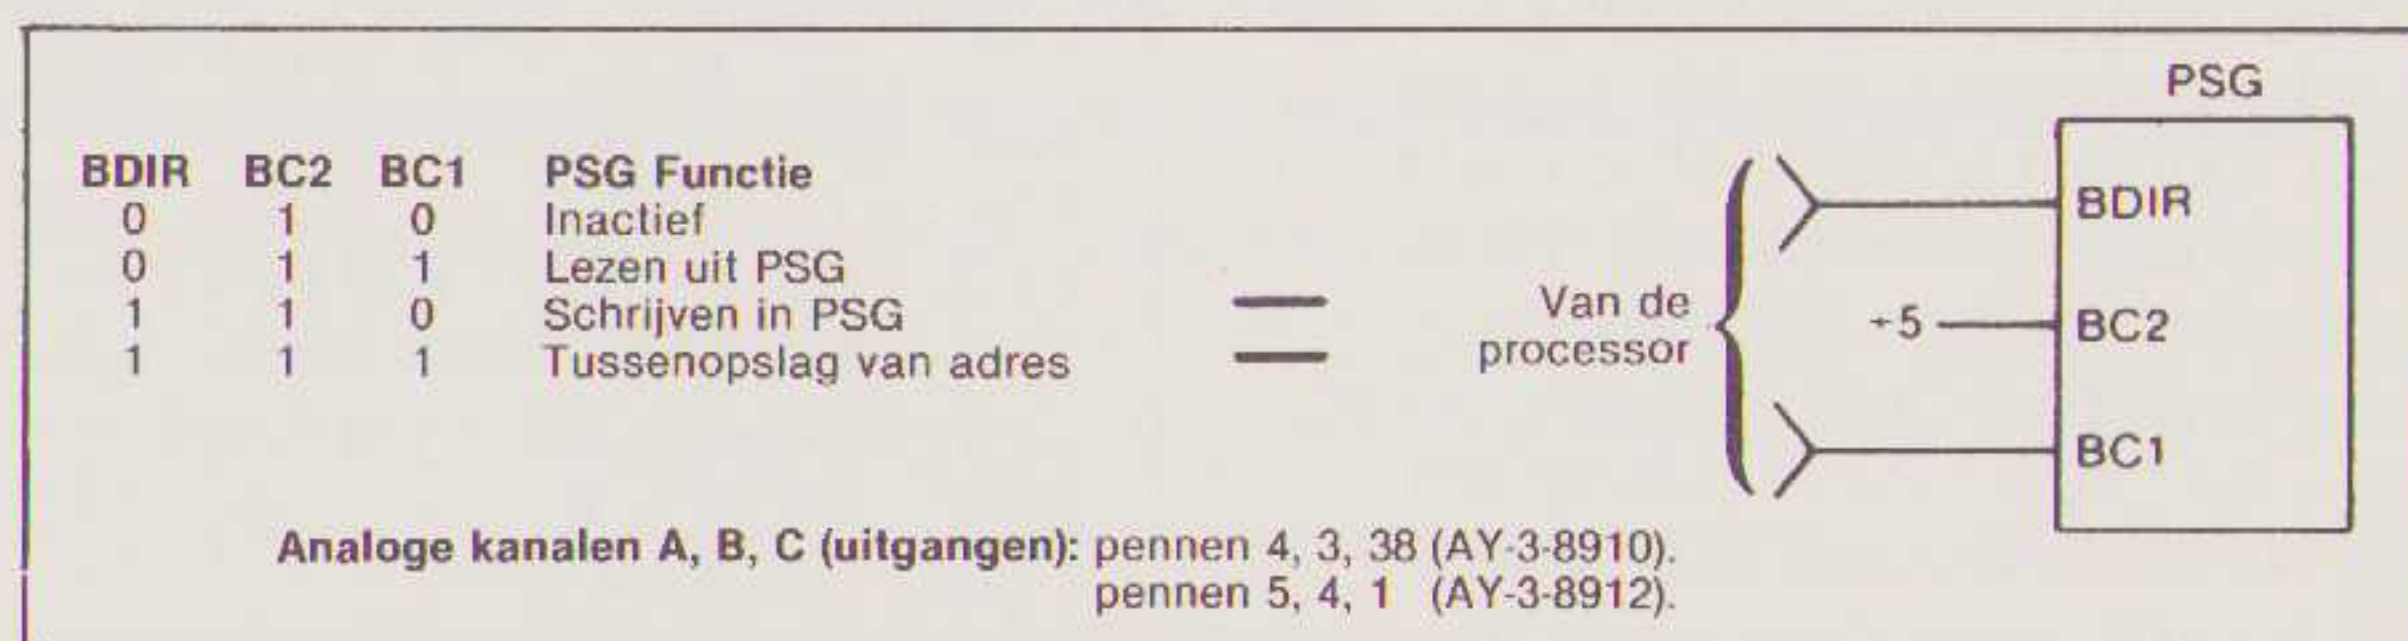 PSG
BDIR BC2 BC1 PSG Functie
0 1 0 Inactief
0 1 1 Lezen uit PSG
1 1 0 Schrijven in PSG
1 1 1 Tussenopslag van adres
Van de
processor
BDIR
+5 BC2
BC1
Analoge kanalen A, B, C (uitgangen): pennen 4, 3, 38 (AY-3-8910).
pennen 5, 4, 1 (AY-3-8912).